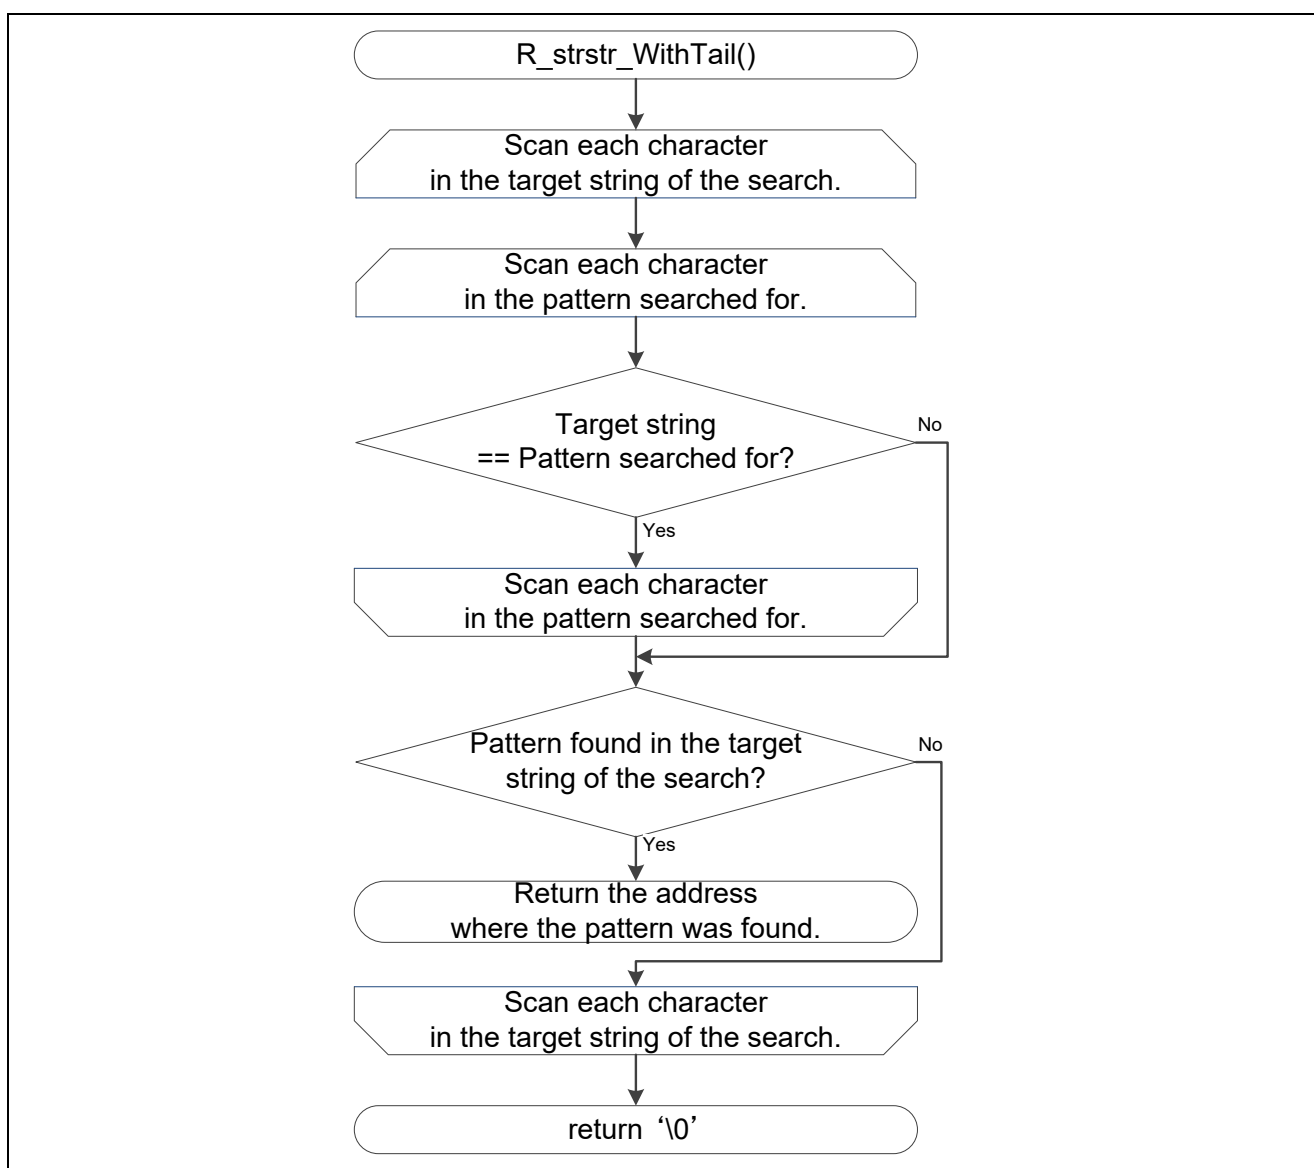 R_strstr_WithTail()
Scan each character
in the target string of the search.
Scan each character
in the pattern searched for.
Target string
== Pattern searched for?
No
Yes
Scan each character
in the pattern searched for.
Pattern found in the target
string of the search?
No
Yes
Return the address
where the pattern was found.
Scan each character
in the target string of the search.
return ‘\0’